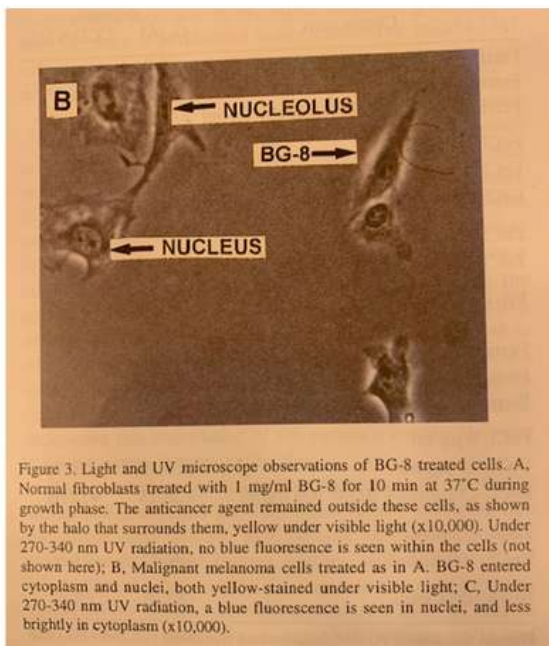 B
NUCLEOLUS
BG-8
NUCLEUS
Figure 3. Light and UV microscope observations of BG-8 treated cells. A,
Normal fibroblasts treated with 1 mg/ml BG-8 for 10 min at 37°C during
growth phase. The anticancer agent remained outside these cells, as shown
by the halo that surrounds them, yellow under visible light (x10,000). Under
270-340 nm UV radiation, no blue fluoresence is seen within the cells (not
shown here); B, Malignant melanoma cells treated as in A. BG-8 entered
cytoplasm and nuclei, both yellow-stained under visible light; C, Under
270-340 nm UV radiation, a blue fluorescence is seen in nuclei, and less
brightly in cytoplasm (x10,000).